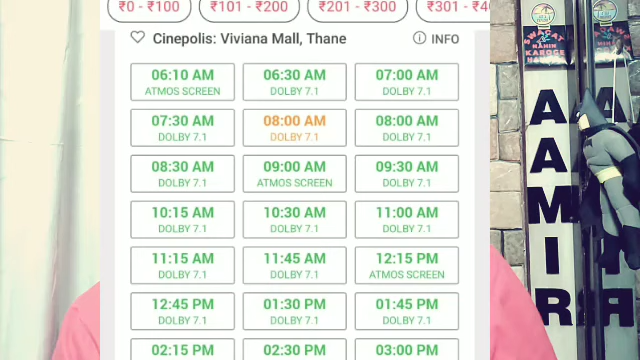 ₹0 - ₹100 ₹101 - ₹200 ₹201 - ₹300 ₹301 - ₹40
Cinepolis: Viviana Mall, Thane INFO
06:10 AM 06:30 AM 07:00 AM
ATMOS SCREEN DOLBY 7.1 DOLBY 7.1
07:30 AM 08:00 AM 08:00 AM
DOLBY 7.1 DOLBY 7.1 DOLBY 7.1
08:30 AM 09:00 AM 09:30 AM
DOLBY 7.1 ATMOS SCREEN DOLBY 7.1
10:15 AM 10:30 AM 11:00 AM
DOLBY 7.1 DOLBY 7.1 DOLBY 7.1
11:15 AM 11:45 AM 12:15 PM
DOLBY 7.1 DOLBY 7.1 ATMOS SCREEN
12:45 PM 01:30 PM 01:45 PM
DOLBY 7.1 DOLBY 7.1 DOLBY 7.1
02:15 PM 02:30 PM 03:00 PM
SWAGAT
NAHIN
KAROGE
AAMIR